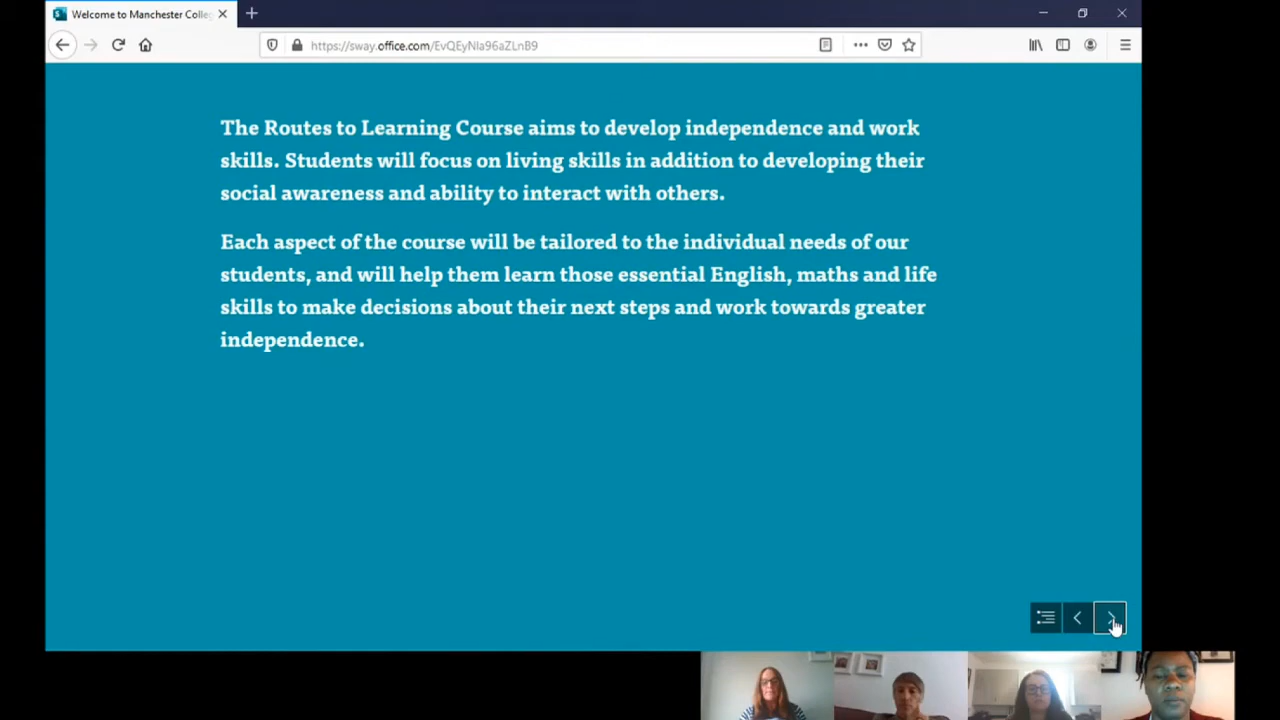 Welcome to Manchester Colle
https://sway.office.com/EvQEyNIa96aZLnB9
The Routes to Learning Course aims to develop independence and work
skills. Students will focus on living skills in addition to developing their
social awareness and ability to interact with others.
Each aspect of the course will be tailored to the individual needs of our
students, and will help them learn those essential English, maths and life
skills to make decisions about their next steps and work towards greater
independence.